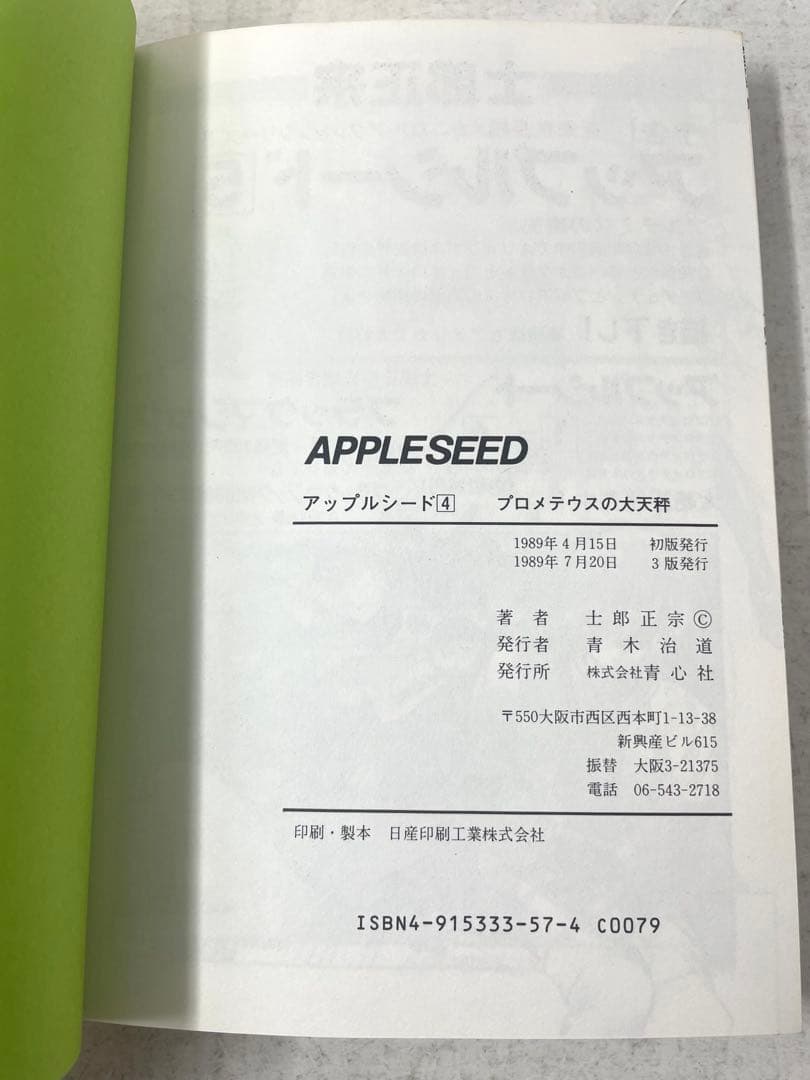 APPLESEED
アップルシード4 プロメテウスの大天秤
1989年4月15日 初版発行
1989年7月20日 3版発行
著者 士郎正宗©
発行者 青木治道
発行所 株式会社青心社
〒550大阪市西区西本町1-13-38
新興産ビル615
振替 大阪3-21375
電話 06-543-2718
印刷・製本 日産印刷工業株式会社
ISBN4-915333-57-4 C0079